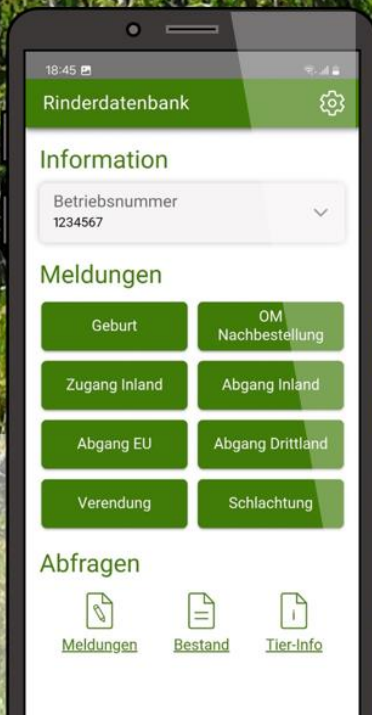 18:45
Rinderdatenbank
Information
Betriebsnummer
1234567
Meldungen
Geburt
OM
Nachbestellung
Zugang Inland
Abgang Inland
Abgang EU
Abgang Drittland
Verendung
Schlachtung
Abfragen
Meldungen
Bestand
Tier-Info